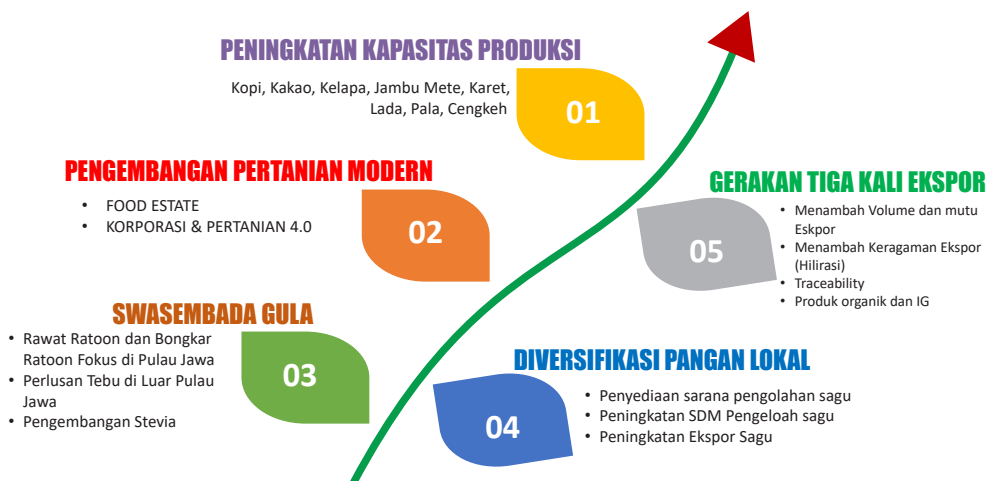 PENINGKATAN KAPASITAS PRODUKSI
Kopi, Kakao, Kelapa, Jambu Mete, Karet,
Lada, Pala, Cengkeh
01
PENGEMBANGAN PERTANIAN MODERN
• FOOD ESTATE
• KORPORASI & PERTANIAN 4.0
02
SWASEMBADA GULA
• Rawat Ratoon dan Bongkar
Ratoon Fokus di Pulau Jawa
• Perlusan Tebu di Luar Pulau
Jawa
• Pengembangan Stevia
03
DIVERSIFIKASI PANGAN LOKAL
• Penyediaan sarana pengolahan sagu
• Peningkatan SDM Pengeloah sagu
• Peningkatan Ekspor Sagu
04
GERAKAN TIGA KALI EKSPOR
• Menambah Volume dan mutu
Eskpor
• Menambah Keragaman Ekspor
(Hilirasi)
• Traceability
• Produk organik dan IG
05